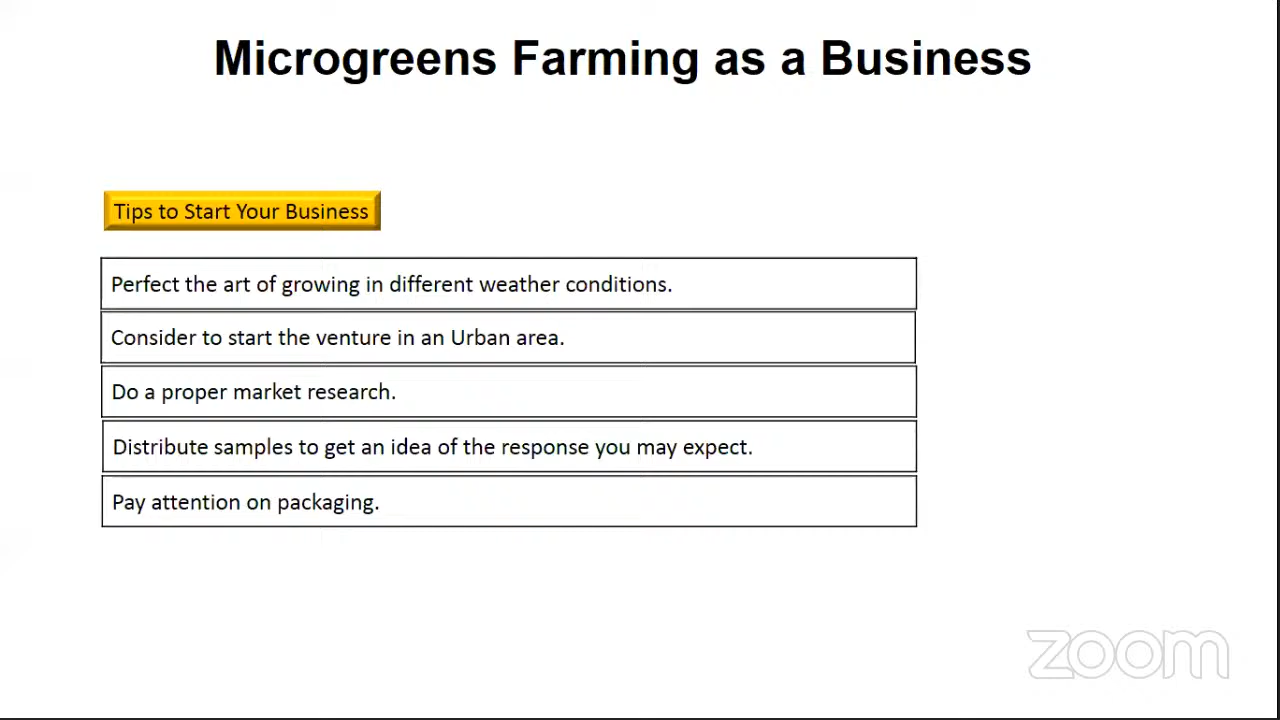 Microgreens Farming as a Business
Tips to Start Your Business
Perfect the art of growing in different weather conditions.
Consider to start the venture in an Urban area.
Do a proper market research.
Distribute samples to get an idea of the response you may expect.
Pay attention on packaging.
zoom